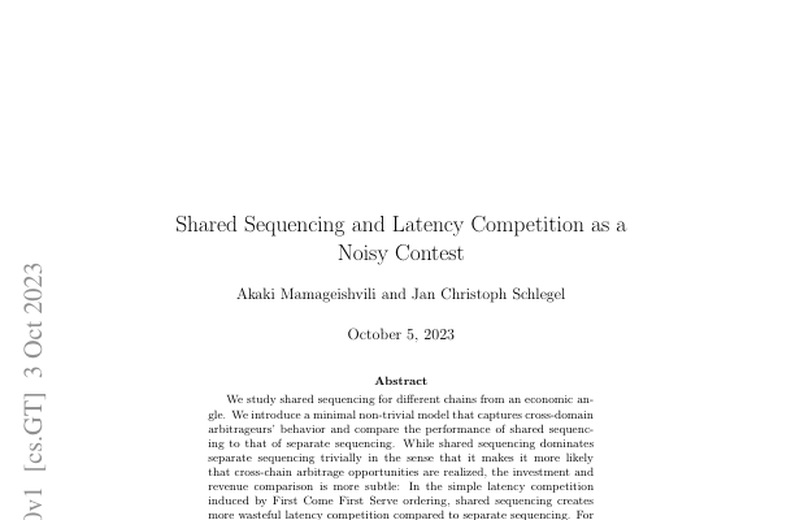 Shared Sequencing and Latency Competition as a
Noisy Contest
Akaki Mamageishvili and Jan Christoph Schlegel
October 5, 2023
Abstract
We study shared sequencing for different chains from an economic an-
gle. We introduce a minimal non-trivial model that captures cross-domain
arbitrageurs' behavior and compare the performance of shared sequenc-
ing to that of separate sequencing. While shared sequencing dominates
separate sequencing trivially in the sense that it makes it more likely
that cross-chain arbitrage opportunities are realized, the investment and
revenue comparison is more subtle: In the simple latency competition
induced by First Come First Serve ordering, shared sequencing creates
more wasteful latency competition compared to separate sequencing. For
0v1 [cs.GT] 3 Oct 2023